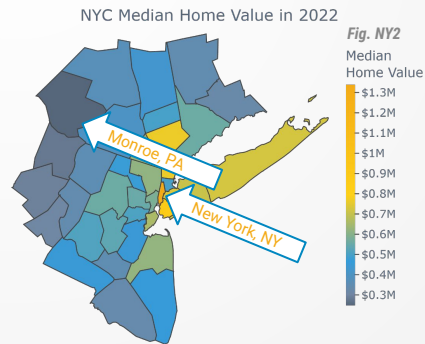 NYC Median Home Value in 2022
Fig. NY2
Median
Home Value
$1.3M
$1.2M
$1.1M
$1M
$0.9M
$0.8M
$0.7M
$0.6M
$0.5M
$0.4M
$0.3M
Monroe, PA
New York, NY